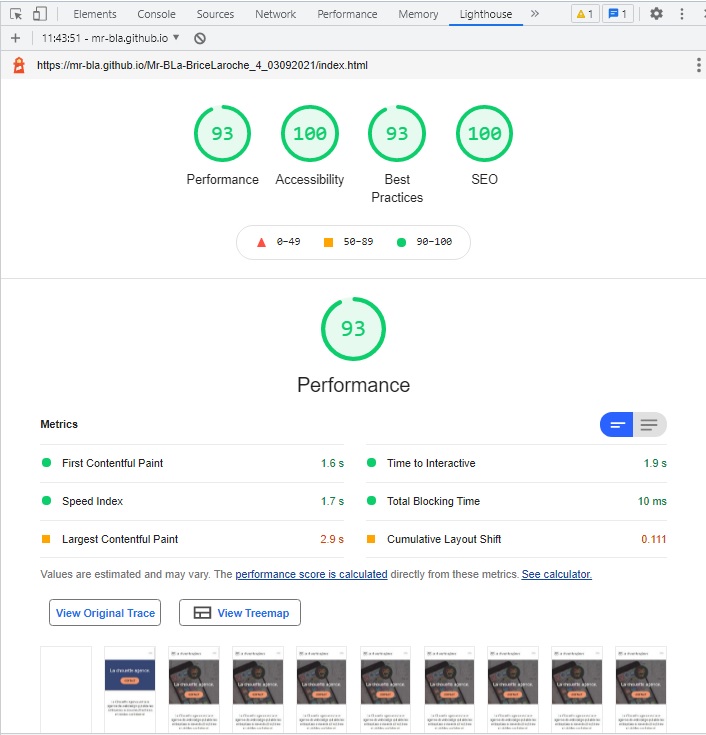 Elements Console Sources Network Performance Memory Lighthouse » 1 1
11:43:51 - mr-bla.github.io
https://mr-bla.github.io/Mr-BLa-BriceLaroche_4_03092021/index.html
93 100 93 100
Performance Accessibility Best Practices SEO
0–49 50–89 90–100
93
Performance
Metrics
First Contentful Paint 1.6 s
Time to Interactive 1.9 s
Speed Index 1.7 s
Total Blocking Time 10 ms
Largest Contentful Paint 2.9 s
Cumulative Layout Shift 0.111
Values are estimated and may vary. The performance score is calculated directly from these metrics. See calculator.
View Original Trace View Treemap